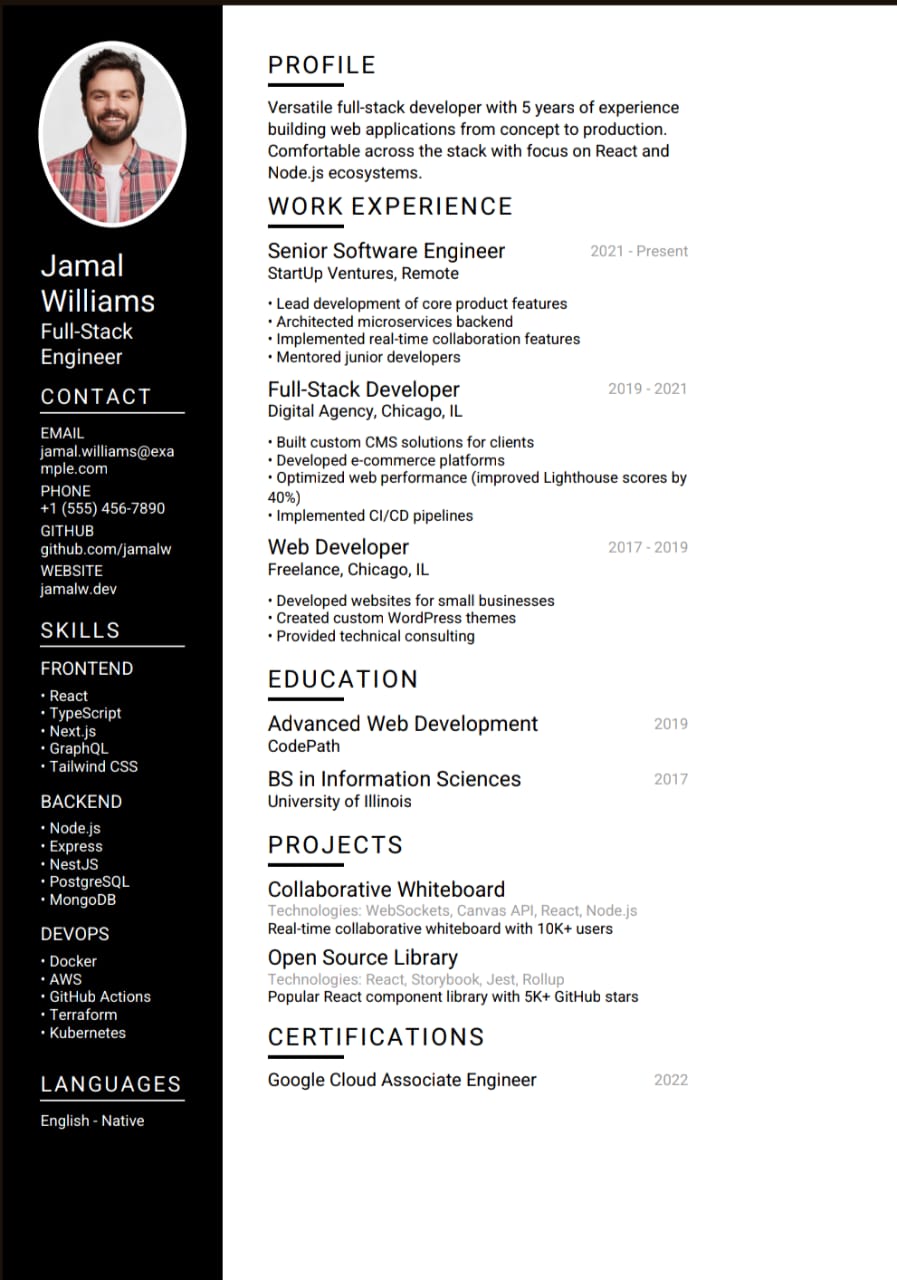 Jamal
Williams
Full-Stack
Engineer
CONTACT
EMAIL
jamal.williams@exa
mple.com
PHONE
+1 (555) 456-7890
GITHUB
github.com/jamalw
WEBSITE
jamalw.dev
SKILLS
FRONTEND
• React
• TypeScript
• Next.js
• GraphQL
• Tailwind CSS
BACKEND
• Node.js
• Express
• NestJS
• PostgreSQL
• MongoDB
DEVOPS
• Docker
• AWS
• GitHub Actions
• Terraform
• Kubernetes
LANGUAGES
English - Native
PROFILE
Versatile full-stack developer with 5 years of experience
building web applications from concept to production.
Comfortable across the stack with focus on React and
Node.js ecosystems.
WORK EXPERIENCE
Senior Software Engineer 2021 - Present
StartUp Ventures, Remote
• Lead development of core product features
• Architected microservices backend
• Implemented real-time collaboration features
• Mentored junior developers
Full-Stack Developer 2019 - 2021
Digital Agency, Chicago, IL
• Built custom CMS solutions for clients
• Developed e-commerce platforms
• Optimized web performance (improved Lighthouse scores by
40%)
• Implemented CI/CD pipelines
Web Developer 2017 - 2019
Freelance, Chicago, IL
• Developed websites for small businesses
• Created custom WordPress themes
• Provided technical consulting
EDUCATION
Advanced Web Development 2019
CodePath
BS in Information Sciences 2017
University of Illinois
PROJECTS
Collaborative Whiteboard
Technologies: WebSockets, Canvas API, React, Node.js
Real-time collaborative whiteboard with 10K+ users
Open Source Library
Technologies: React, Storybook, Jest, Rollup
Popular React component library with 5K+ GitHub stars
CERTIFICATIONS
Google Cloud Associate Engineer 2022